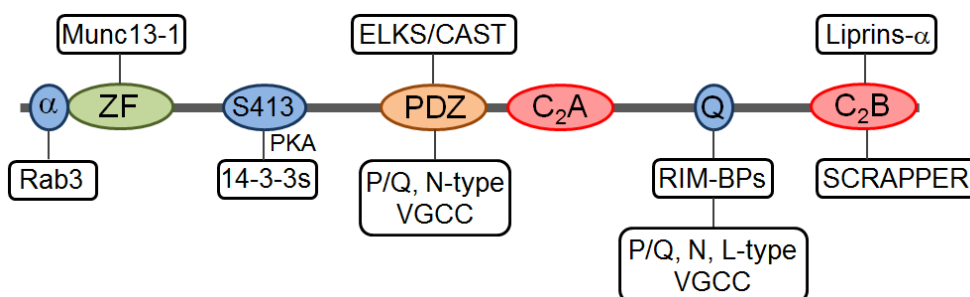 Munc13-1
ELKS/CAST
Liprins-α
α
ZF
S413
PDZ
C₂A
Q
C₂B
PKA
Rab3
14-3-3s
P/Q, N-type
VGCC
RIM-BPs
SCRAPPER
P/Q, N, L-type
VGCC